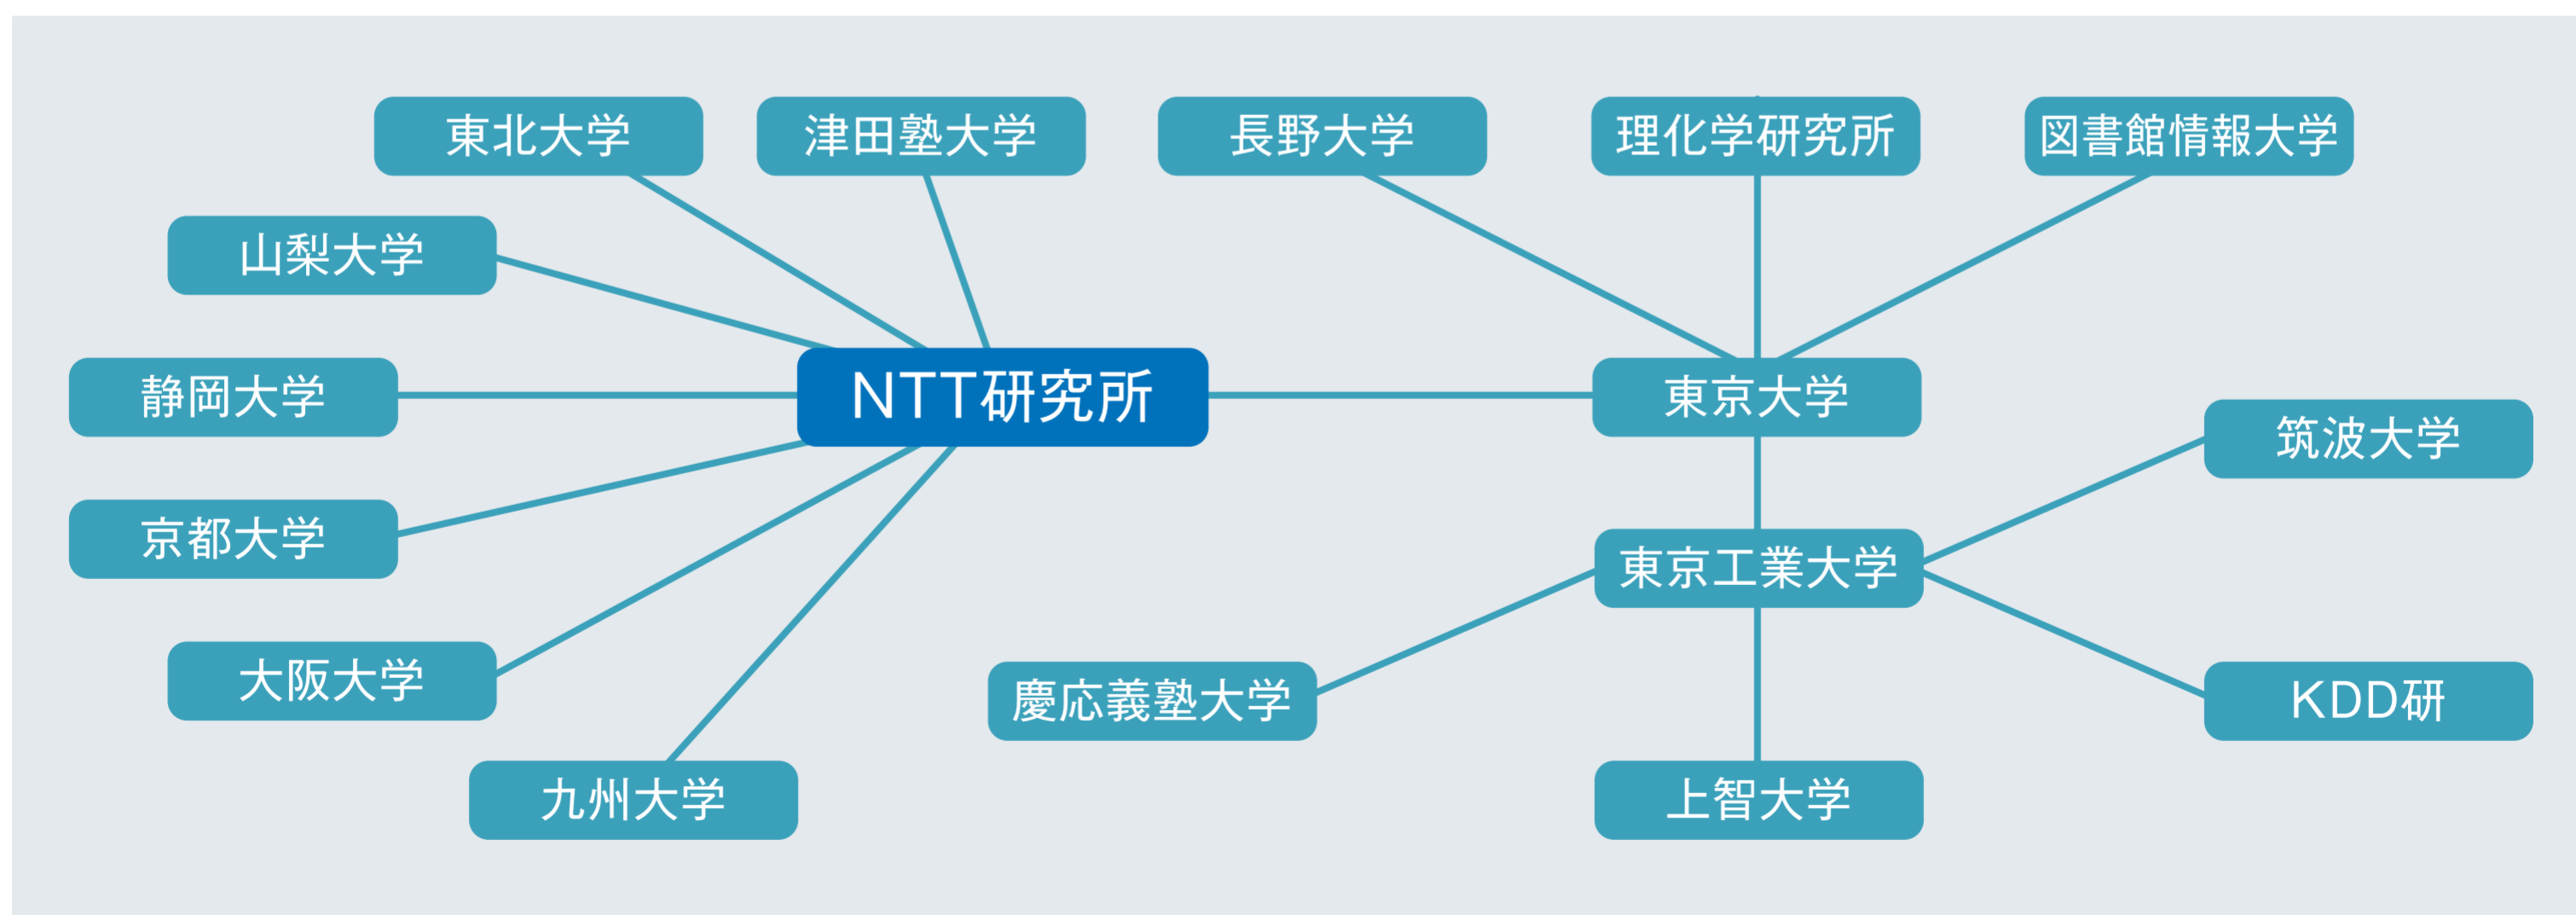 東北大学
津田塾大学
長野大学
理化学研究所
図書館情報大学
山梨大学
静岡大学
NTT研究所
東京大学
筑波大学
京都大学
東京工業大学
大阪大学
慶応義塾大学
KDD研
九州大学
上智大学